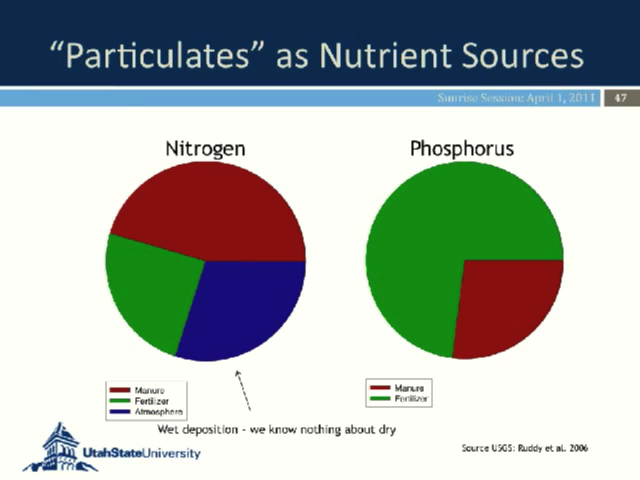 “Particulates” as Nutrient Sources
Sunrise Session: April 1, 2011
47
Nitrogen
Phosphorus
Manure
Fertilizer
Atmosphere
Manure
Fertilizer
Wet deposition - we know nothing about dry
UtahStateUniversity
Source USGS: Ruddy et al. 2006